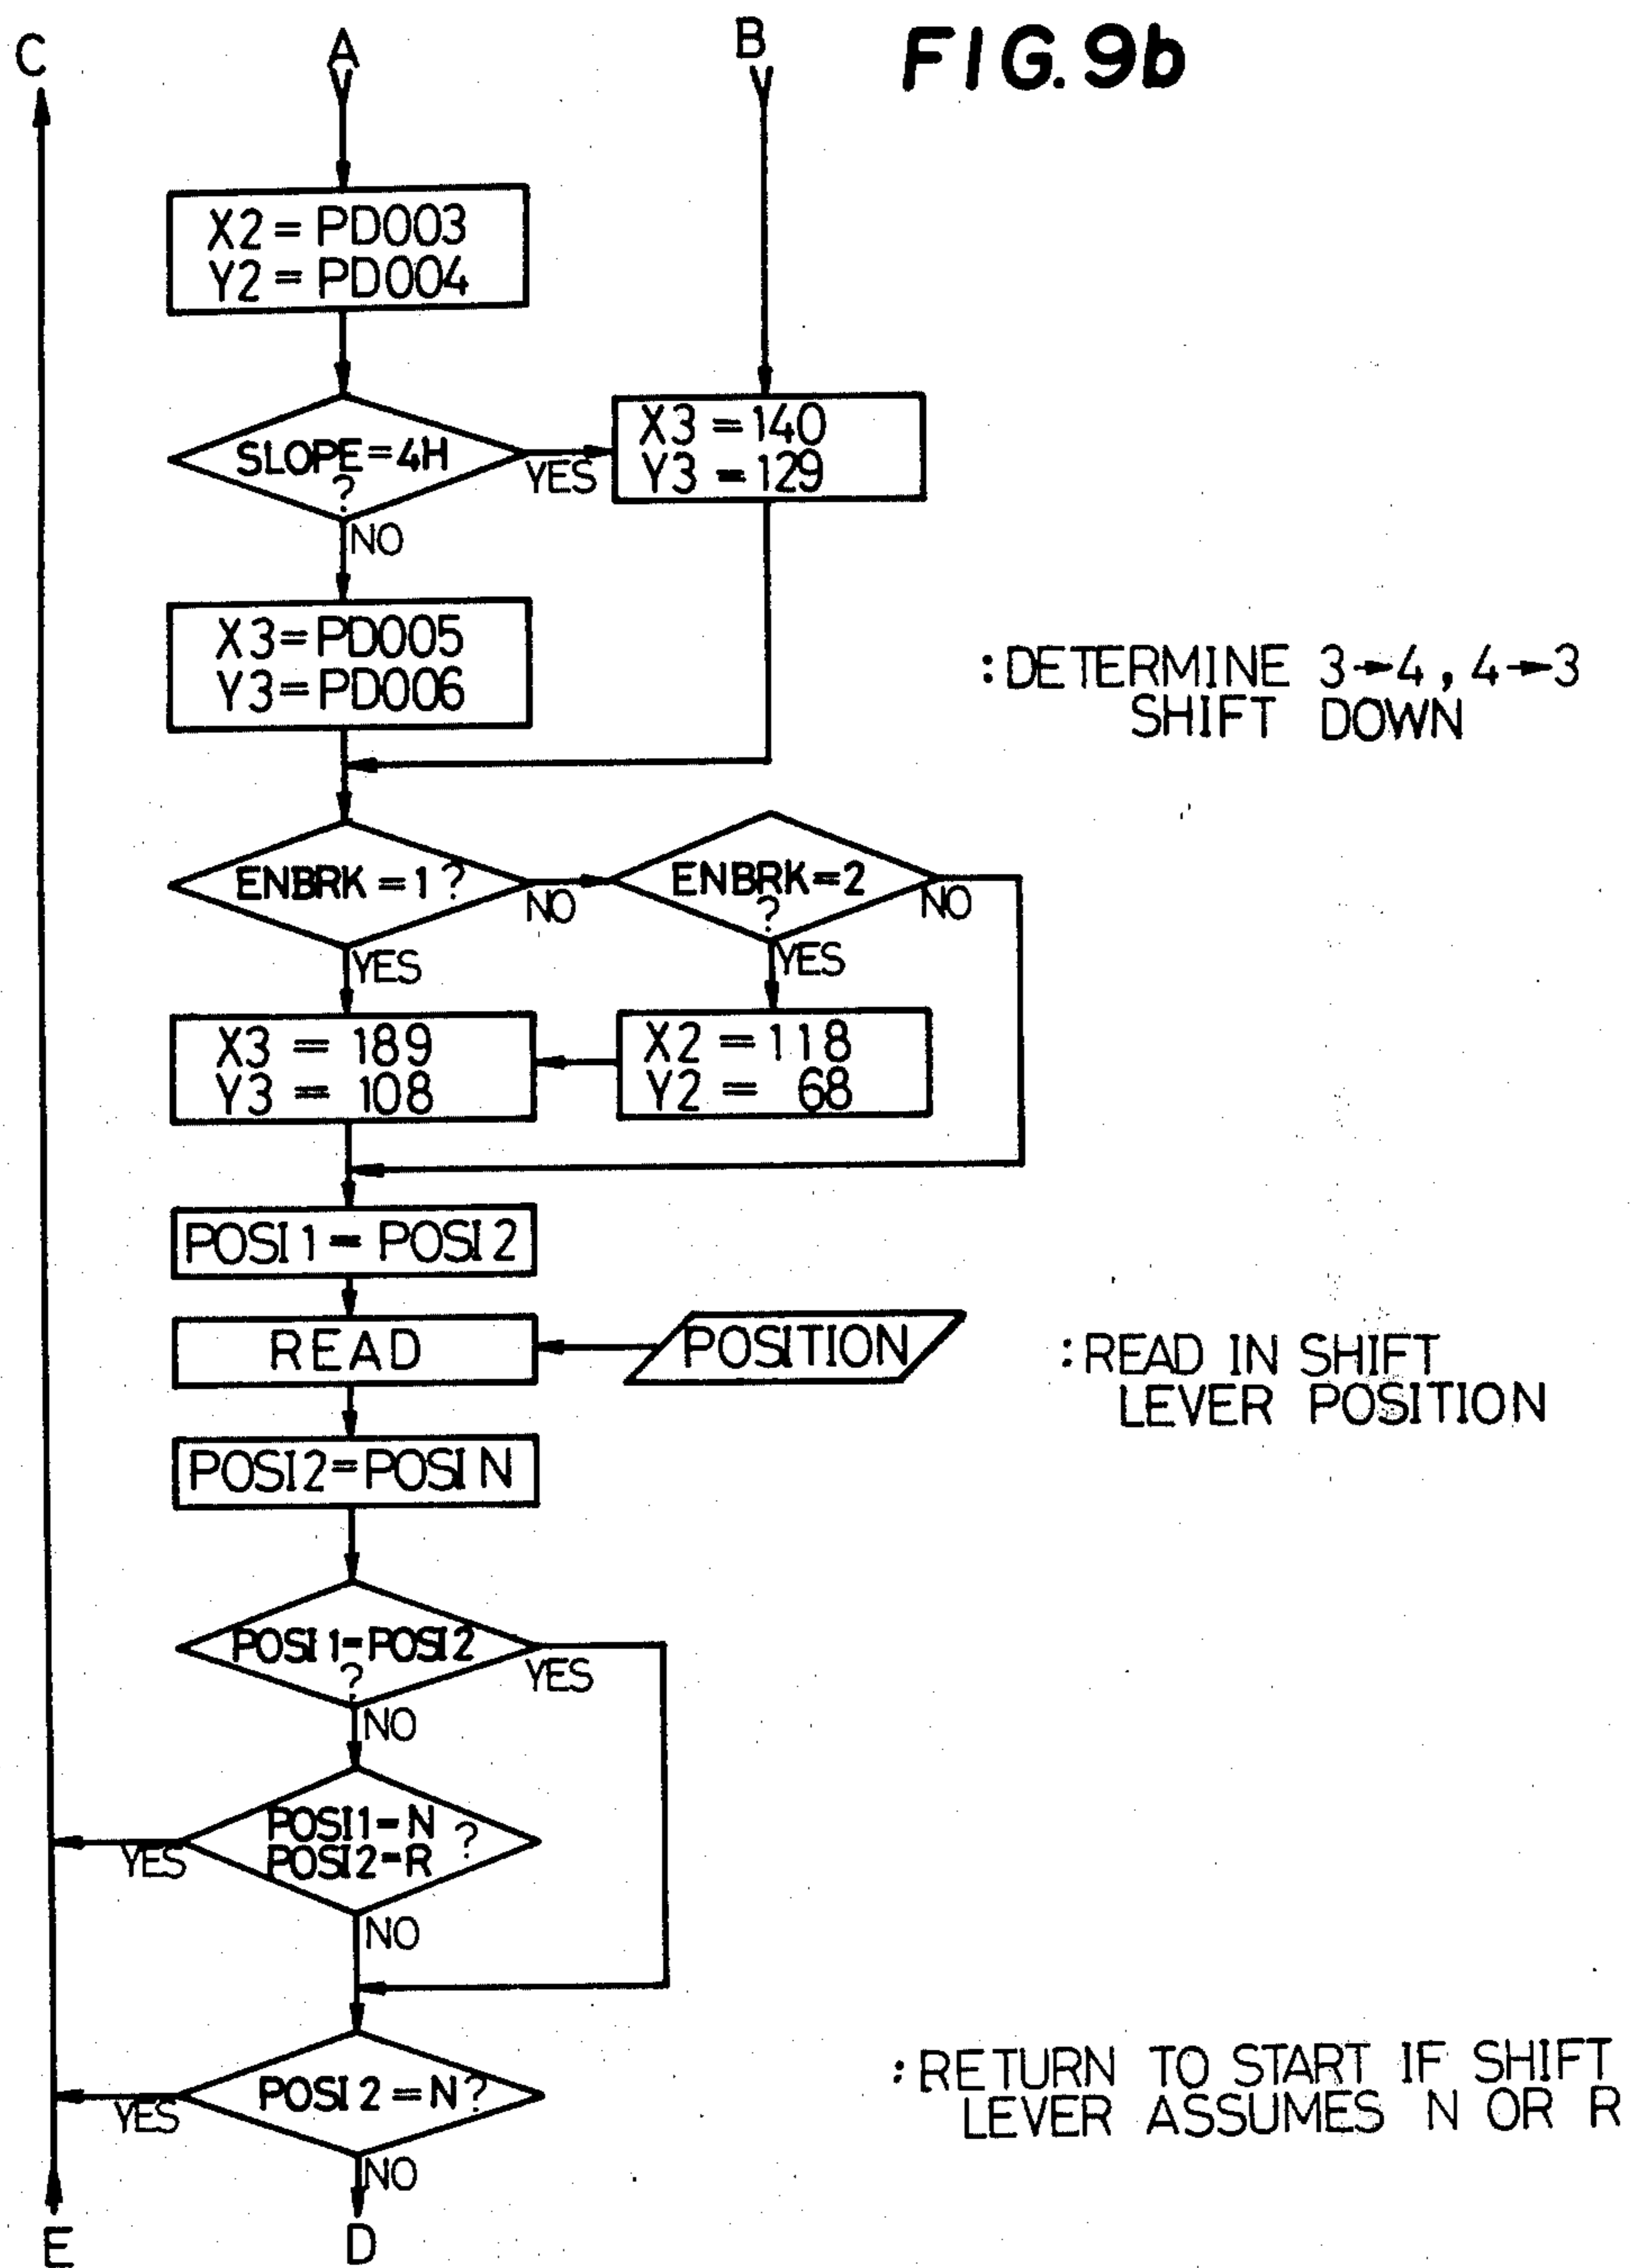 FIG. 9b
C
A
B
X2 = PD003
Y2 = PD004
SLOPE=4H
?
YES
NO
X3 = 140
Y3 = 129
X3=PD005
Y3=PD006
:DETERMINE 3→4, 4→3
SHIFT DOWN
ENBRK = 1 ?
NO
YES
ENBRK=2
?
NO
YES
X3 = 189
Y3 = 108
X2 = 118
Y2 = 68
POSI1 = POSI2
READ
POSITION
:READ IN SHIFT
LEVER POSITION
POSI2=POSIN
POSI1=POSI2
?
YES
NO
POSI1=N
POSI2=R
?
YES
NO
POSI2 = N?
YES
NO
:RETURN TO START IF SHIFT
LEVER ASSUMES N OR R
E
D